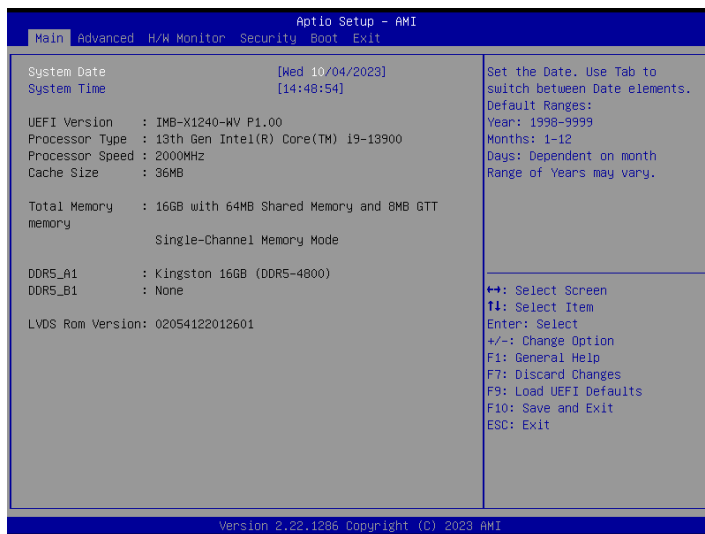 Aptio Setup - AMI
Main Advanced H/W Monitor Security Boot Exit
System Date [Wed 10/04/2023]
System Time [14:48:54]
UEFI Version : IMB-X1240-WV P1.00
Processor Type : 13th Gen Intel(R) Core(TM) i9-13900
Processor Speed : 2000MHz
Cache Size : 36MB
Total Memory : 16GB with 64MB Shared Memory and 8MB GTT
memory
Single-Channel Memory Mode
DDR5_A1 : Kingston 16GB (DDR5-4800)
DDR5_B1 : None
LVDS Rom Version: 02054122012601
Set the Date. Use Tab to
switch between Date elements.
Default Ranges:
Year: 1998-9999
Months: 1-12
Days: Dependent on month
Range of Years may vary.
↔: Select Screen
↑↓: Select Item
Enter: Select
+/-: Change Option
F1: General Help
F7: Discard Changes
F9: Load UEFI Defaults
F10: Save and Exit
ESC: Exit
Version 2.22.1286 Copyright (C) 2023 AMI